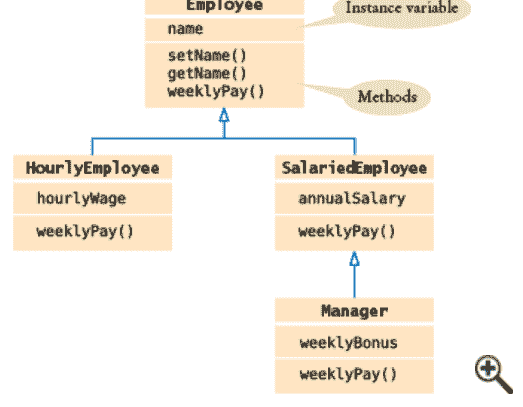 Employee
Instance variable
name
setName()
getName()
weeklyPay()
Methods
HourlyEmployee
hourlyWage
weeklyPay()
SalariedEmployee
annualSalary
weeklyPay()
Manager
weeklyBonus
weeklyPay()